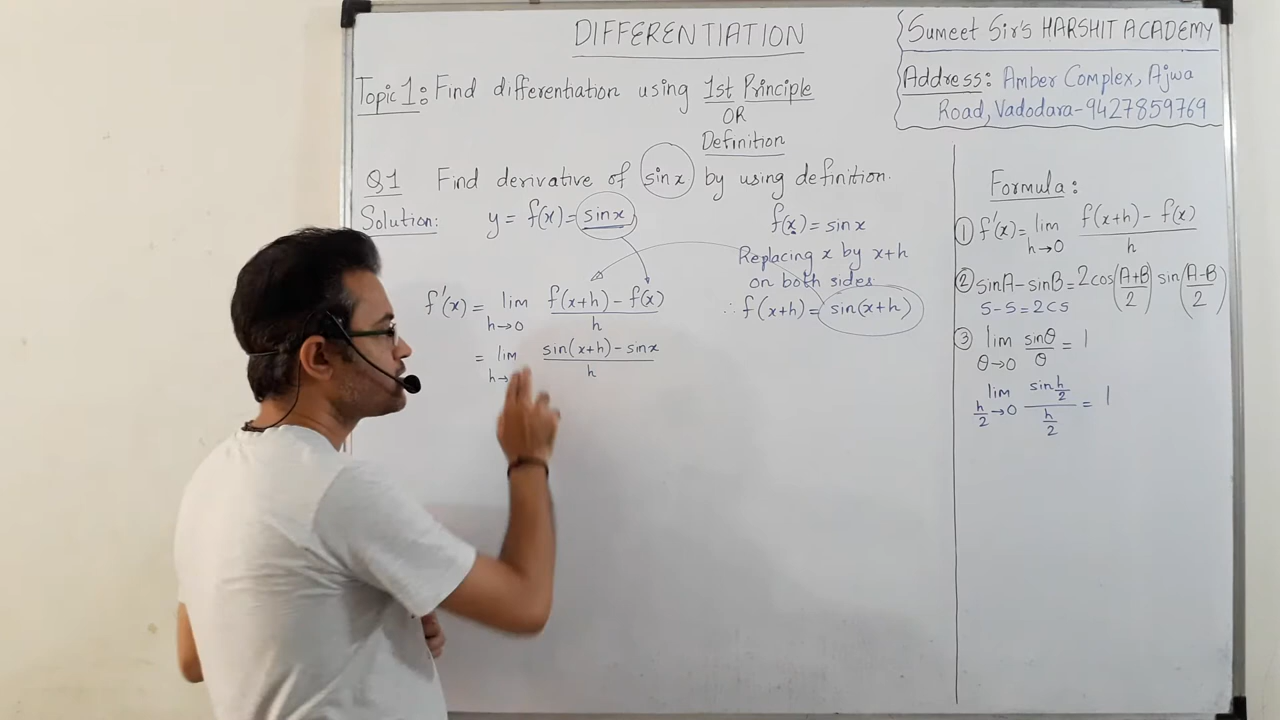 DIFFERENTIATION
Topic 1: Find differentiation using 1st Principle
OR
Definition
Sumeet Sir's HARSHIT ACADEMY
Address: Amber Complex, Ajwa
Road, Vadodara-9427859769
Q1 Find derivative of sin x by using definition.
Solution: y = f(x) = sin x
f'(x) = lim h→0 f(x+h) - f(x) / h
= lim h→ sin(x+h) - sin x / h
f(x) = sin x
Replacing x by x+h
on both sides
∴ f(x+h) = sin(x+h)
Formula:
① f'(x) = lim h→0 f(x+h) - f(x) / h
② sinA - sinB = 2cos(A+B/2) sin(A-B/2)
S-S = 2CS
③ lim θ→0 sinθ/θ = 1
lim h/2→0 sin h/2 / h/2 = 1